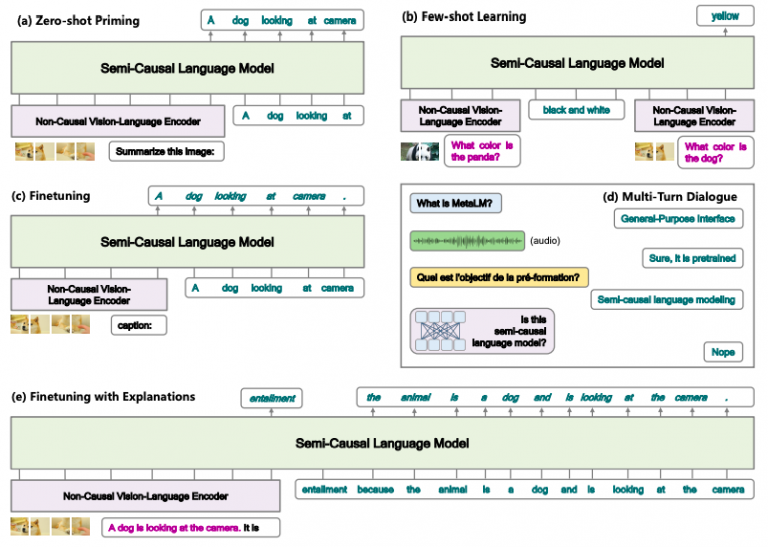 (a) Zero-shot Priming
A dog looking at camera
Semi-Causal Language Model
Non-Causal Vision-Language Encoder
A dog looking at
Summarize this image:
(b) Few-shot Learning
yellow
Semi-Causal Language Model
Non-Causal Vision-
Language Encoder
black and white
Non-Causal Vision-
Language Encoder
What color is
the panda?
What color is
the dog?
(c) Finetuning
A dog looking at camera .
Semi-Causal Language Model
Non-Causal Vision-
Language Encoder
A dog looking at camera
caption:
(d) Multi-Turn Dialogue
What is MetaLM?
General-Purpose Interface
(audio)
Sure, it is pretrained
Quel est l'objectif de la pré-formation?
Semi-causal language modeling
Is this
semi-causal
language model?
Nope
(e) Finetuning with Explanations
entailment
the animal is a dog and is looking at the camera .
Semi-Causal Language Model
Non-Causal Vision-Language Encoder
entailment because the animal is a dog and is looking at the camera
A dog is looking at the camera. It is